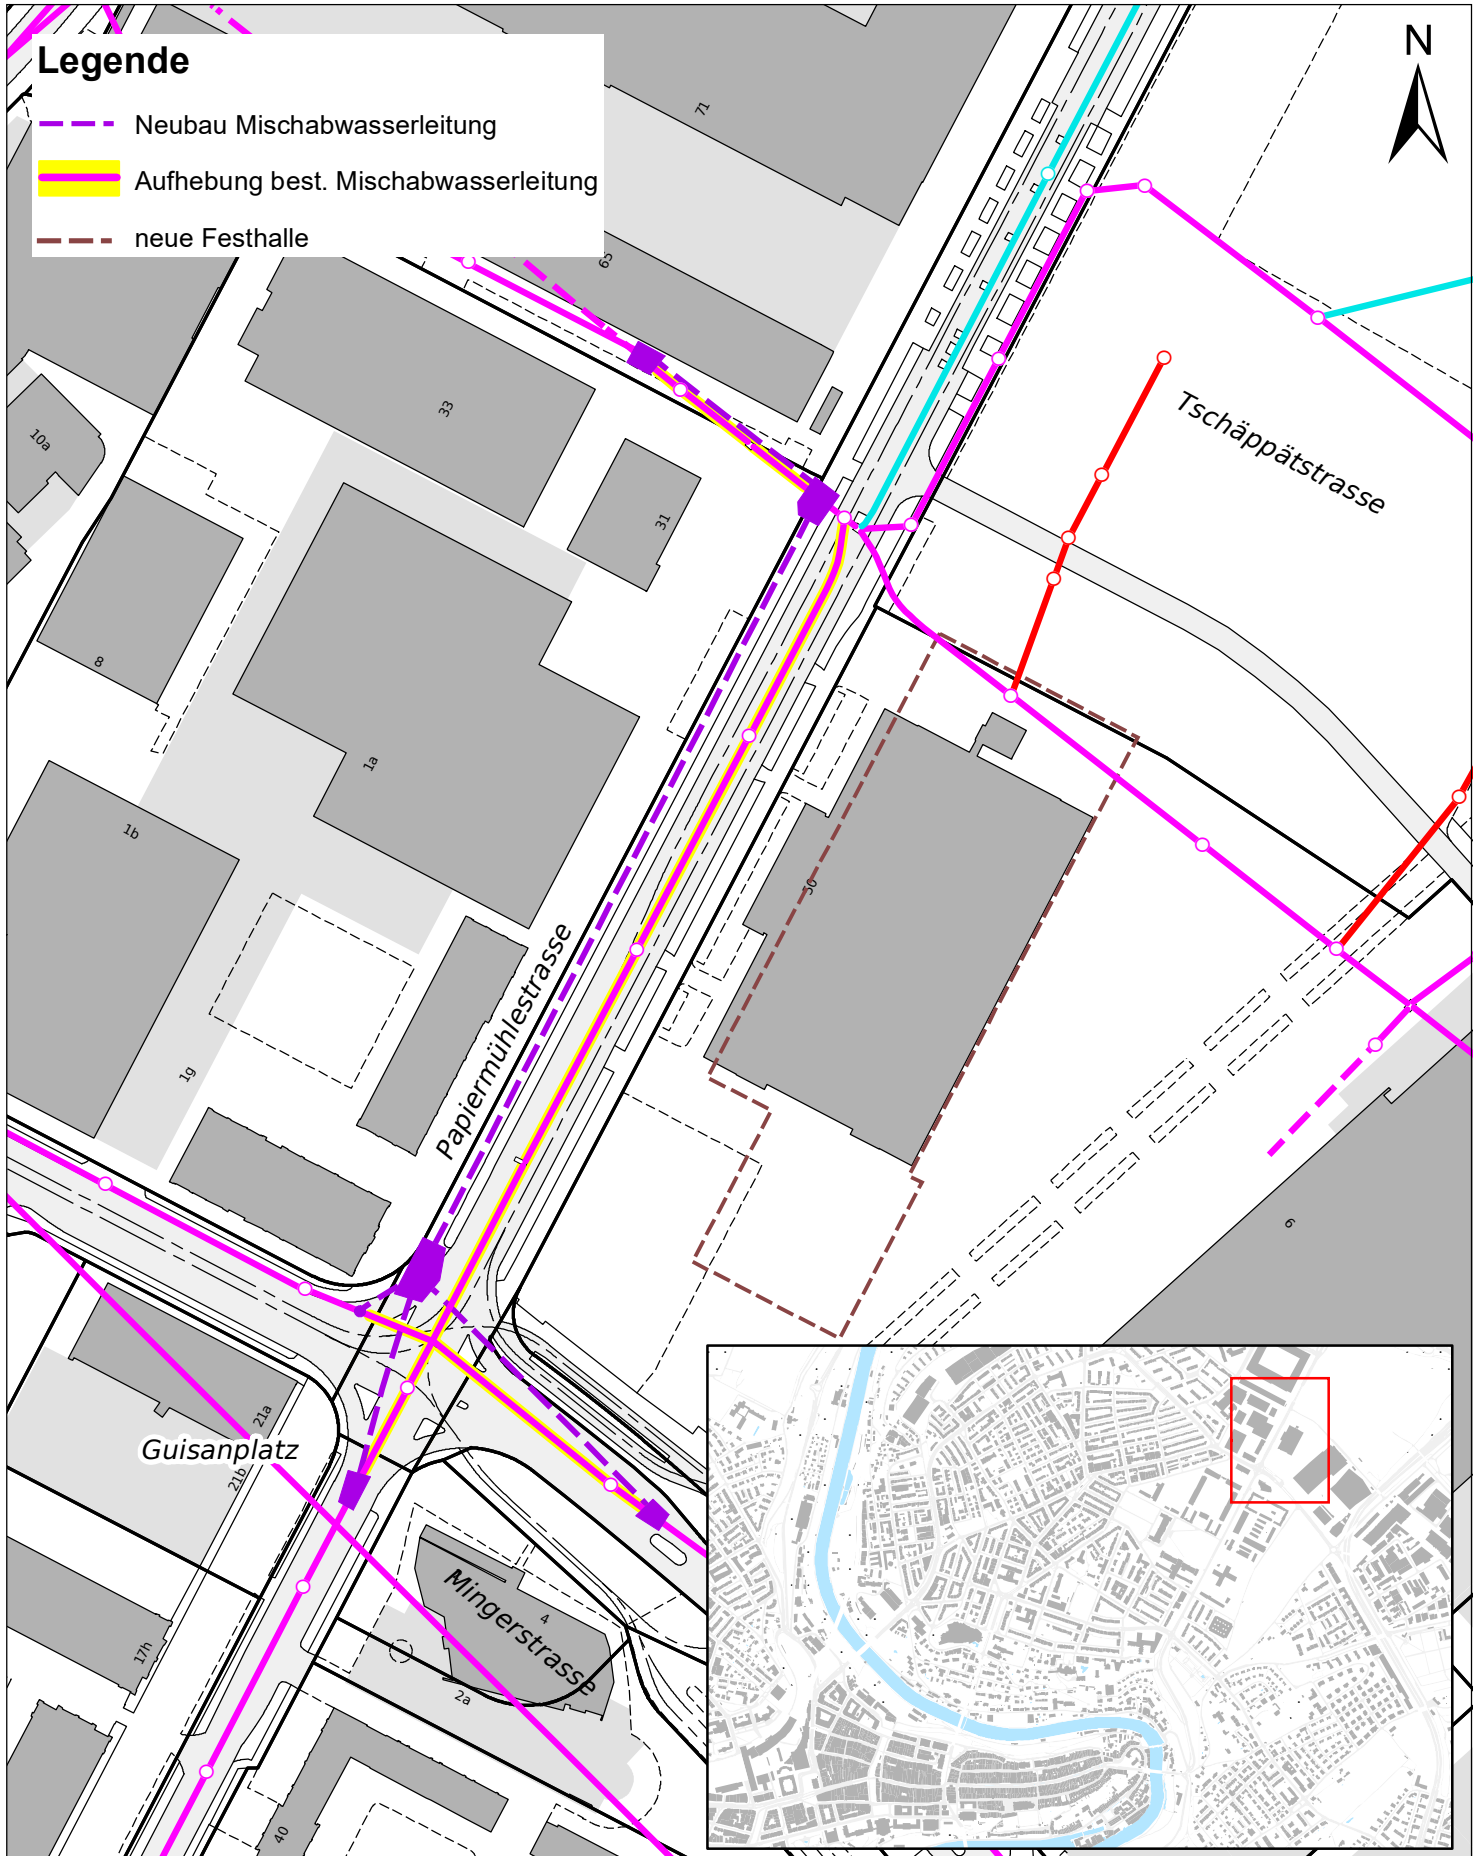 Legende
Neubau Mischabwasserleitung
Aufhebung best. Mischabwasserleitung
neue Festhalle
N
71
65
33
10a
31
Tschäppätstrasse
8
1a
1b
50
Papiermühlestrasse
1g
6
21a
Guisanplatz
21b
4
Mingerstrasse
17h
2a
40